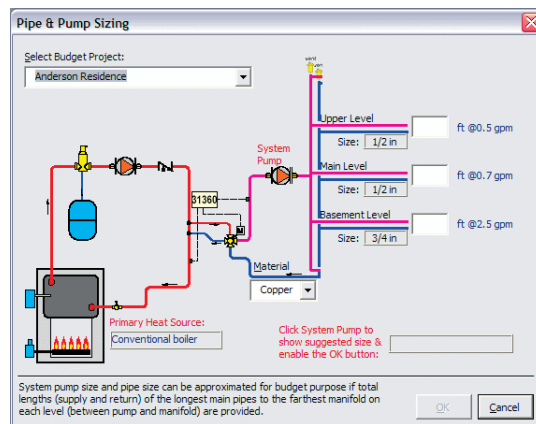 Pipe & Pump Sizing
Select Budget Project:
Anderson Residence
vent
Upper Level
ft @0.5 gpm
Size: 1/2 in
System
Pump
Main Level
ft @0.7 gpm
Size: 1/2 in
31360
M
Basement Level
ft @2.5 gpm
Size: 3/4 in
Material
Copper
Primary Heat Source:
Conventional boiler
Click System Pump to
show suggested size &
enable the OK button:
System pump size and pipe size can be approximated for budget purpose if total
lengths (supply and return) of the longest main pipes to the farthest manifold on
each level (between pump and manifold) are provided.
OK
Cancel